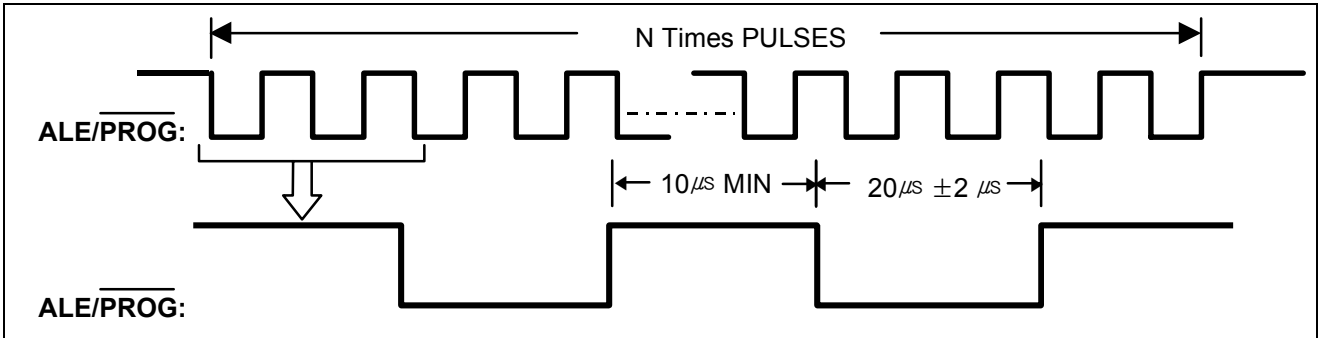 N Times PULSES
ALE/PROG:
10㎲ MIN
20㎲ ±2 ㎲
ALE/PROG: